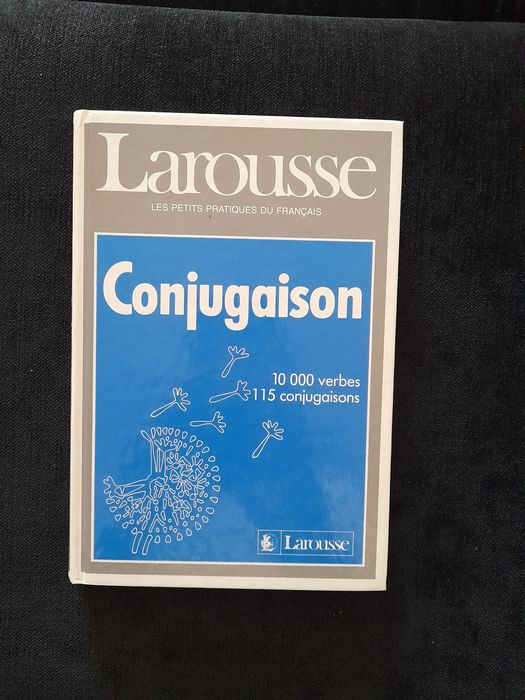 Larousse
LES PETITS PRATIQUES DU FRANÇAIS
Conjugaison
10 000 verbes
115 conjugaisons
Larousse